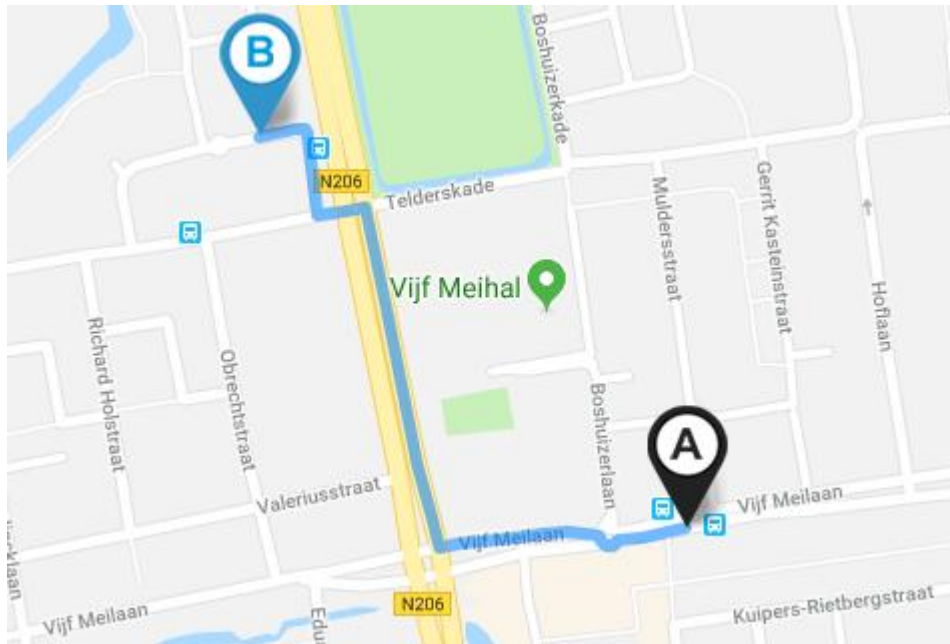 B
Boshuizerkade
N206
Telderskade
Muldersstraat
Gerrit Kasteinstraat
Vijf Meihal
Hoflaan
Richard Holstraat
Obrechtstraat
Boshuizerlaan
A
Valeriusstraat
Vijf Meilaan
Vijf Meilaan
Vijf Meilaan
N206
Kuipers-Rietbergstraat